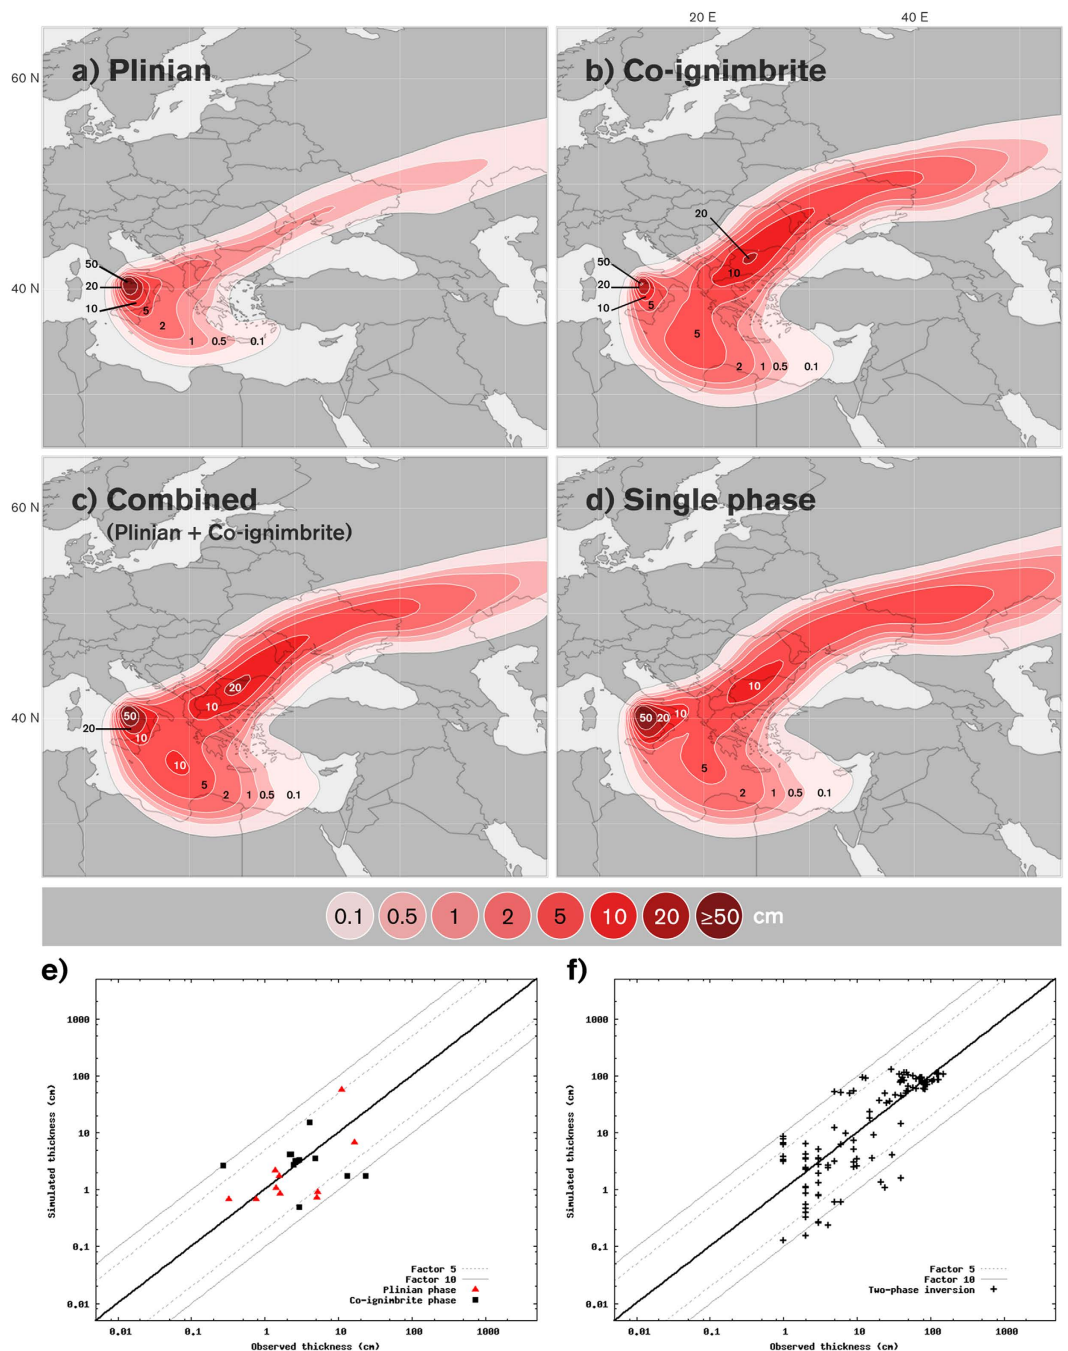 20 E 40 E
a) Plinian
b) Co-ignimbrite
60 N
40 N
50
20
10
5
2
1
0.5
0.1
20
50
20
10
5
10
5
2
1
0.5
0.1
c) Combined
(Plinian + Co-ignimbrite)
d) Single phase
60 N
40 N
50
20
10
20
10
10
5
2
1
0.5
0.1
50
20
10
10
5
2
1
0.5
0.1
0.1 0.5 1 2 5 10 20 ≥50 cm
e)
Simulated thickness (cm)
1000
100
10
1
0.1
0.01
Factor 5
Factor 10
Plinian phase
Co-ignimbrite phase
0.01 0.1 1 10 100 1000
Observed thickness (cm)
f)
Simulated thickness (cm)
1000
100
10
1
0.1
0.01
Factor 5
Factor 10
Two-phase inversion
0.01 0.1 1 10 100 1000
Observed thickness (cm)